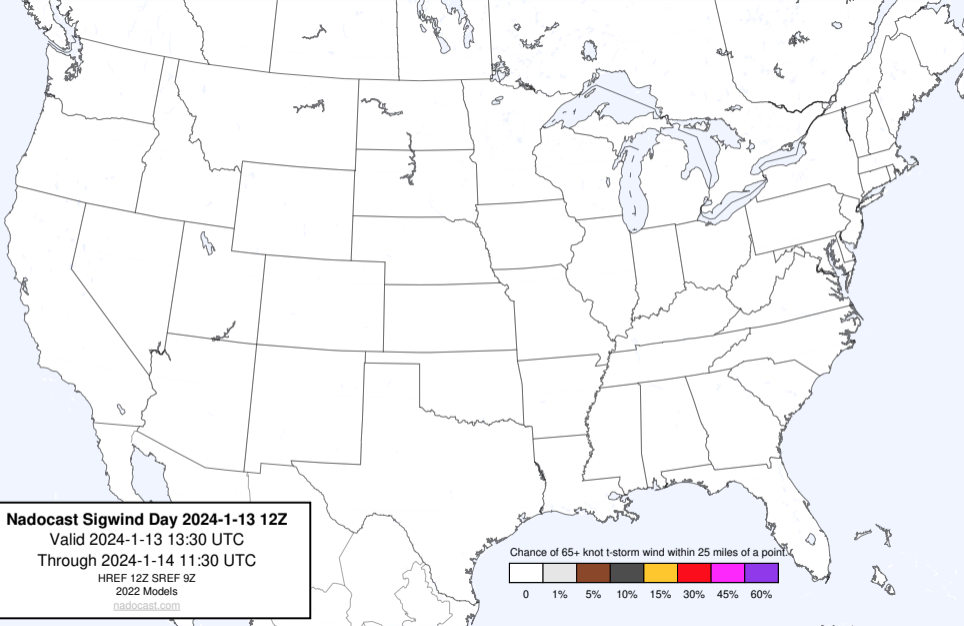 Nadocast Sigwind Day 2024-1-13 12Z
Valid 2024-1-13 13:30 UTC
Through 2024-1-14 11:30 UTC
HREF 12Z SREF 9Z
2022 Models
nadocast.com
Chance of 65+ knot t-storm wind within 25 miles of a point.
0 1% 5% 10% 15% 30% 45% 60%